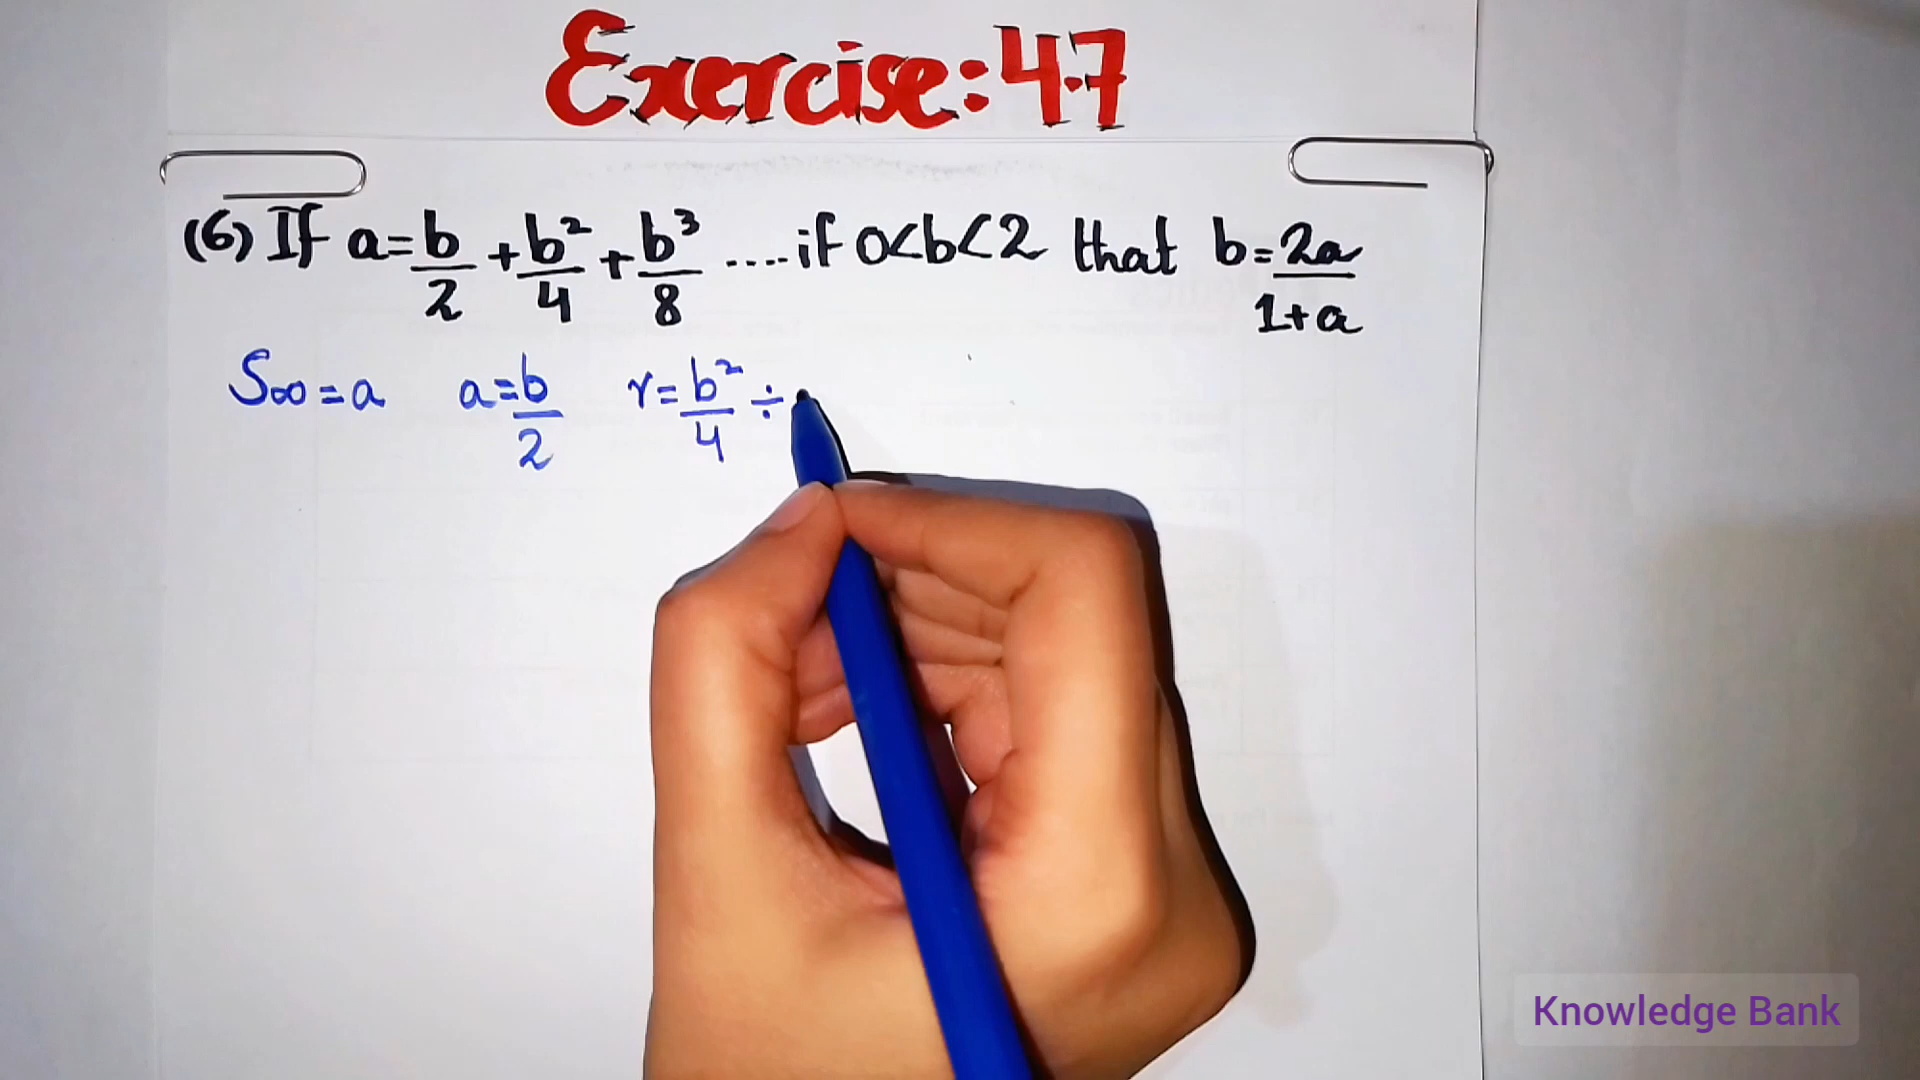 Exercise: 4.7
(6) If a = b/2 + b²/4 + b³/8 .... if 0<b<2 that b = 2a/1+a
S∞ = a a = b/2 r = b²/4 ÷
Knowledge Bank